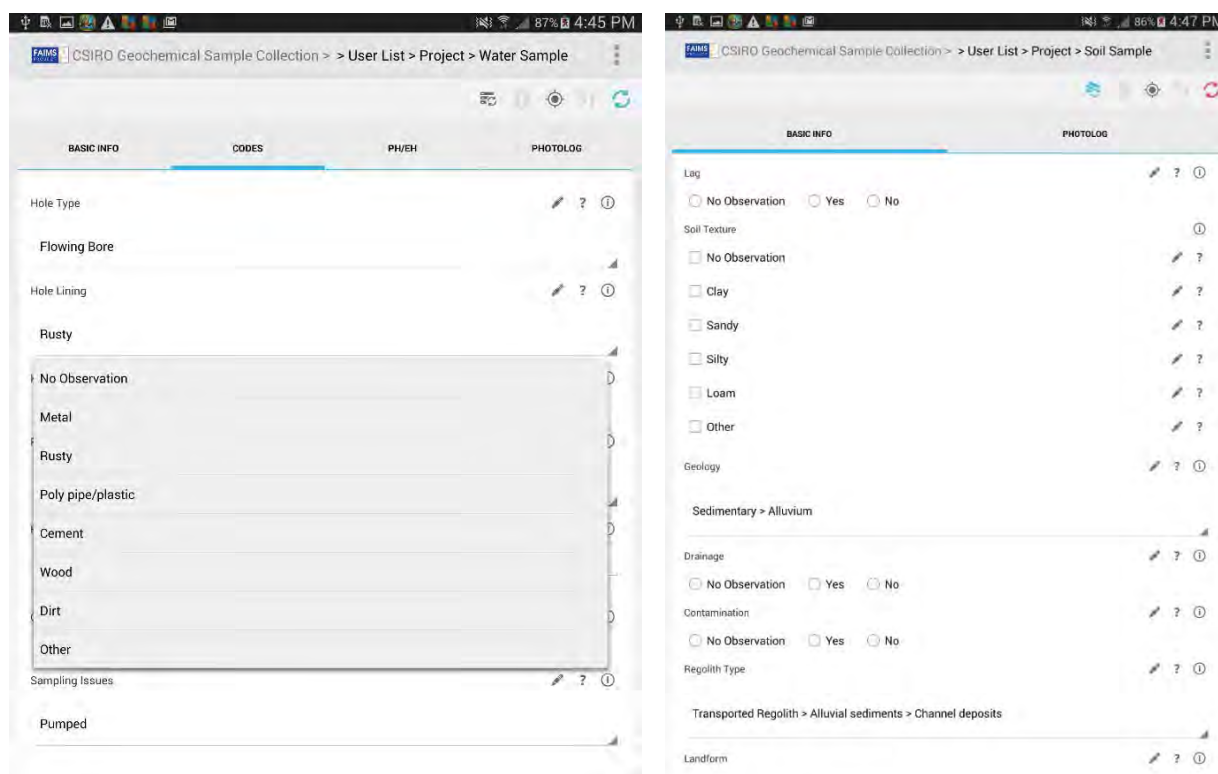 87% 4:45 PM
FAIMS CSIRO Geochemical Sample Collection > > User List > Project > Water Sample
BASIC INFO CODES PH/EH PHOTOLOG
Hole Type ?
Flowing Bore
Hole Lining ?
Rusty
No Observation
Metal
Rusty
Poly pipe/plastic
Cement
Wood
Dirt
Other
Sampling Issues ?
Pumped
86% 4:47 PM
FAIMS CSIRO Geochemical Sample Collection > > User List > Project > Soil Sample
BASIC INFO PHOTOLOG
Lag ?
No Observation Yes No
Soil Texture
No Observation ?
Clay ?
Sandy ?
Silty ?
Loam ?
Other ?
Geology ?
Sedimentary > Alluvium
Drainage ?
No Observation Yes No
Contamination ?
No Observation Yes No
Regolith Type ?
Transported Regolith > Alluvial sediments > Channel deposits
Landform ?